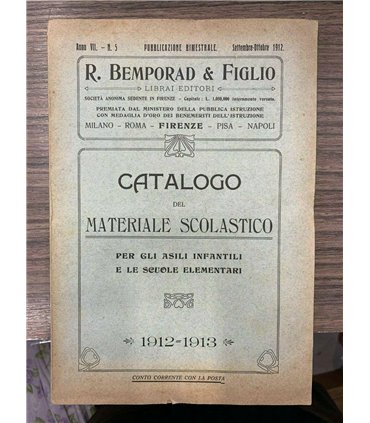 Anno VII. - N. 5 PUBBLICAZIONE BIMESTRALE. Settembre-Ottobre 1912.
R. BEMPORAD & FIGLIO
LIBRAI EDITORI
SOCIETÀ ANONIMA SEDENTE IN FIRENZE - Capitale: L. 1,000,000 interamente versato.
PREMIATA DAL MINISTERO DELLA PUBBLICA ISTRUZIONE
CON MEDAGLIA D'ORO DEI BENEMERITI DELL'ISTRUZIONE
MILANO - ROMA - FIRENZE - PISA - NAPOLI
CATALOGO
DEL
MATERIALE SCOLASTICO
PER GLI ASILI INFANTILI
E LE SCUOLE ELEMENTARI
1912-1913
CONTO CORRENTE CON LA POSTA